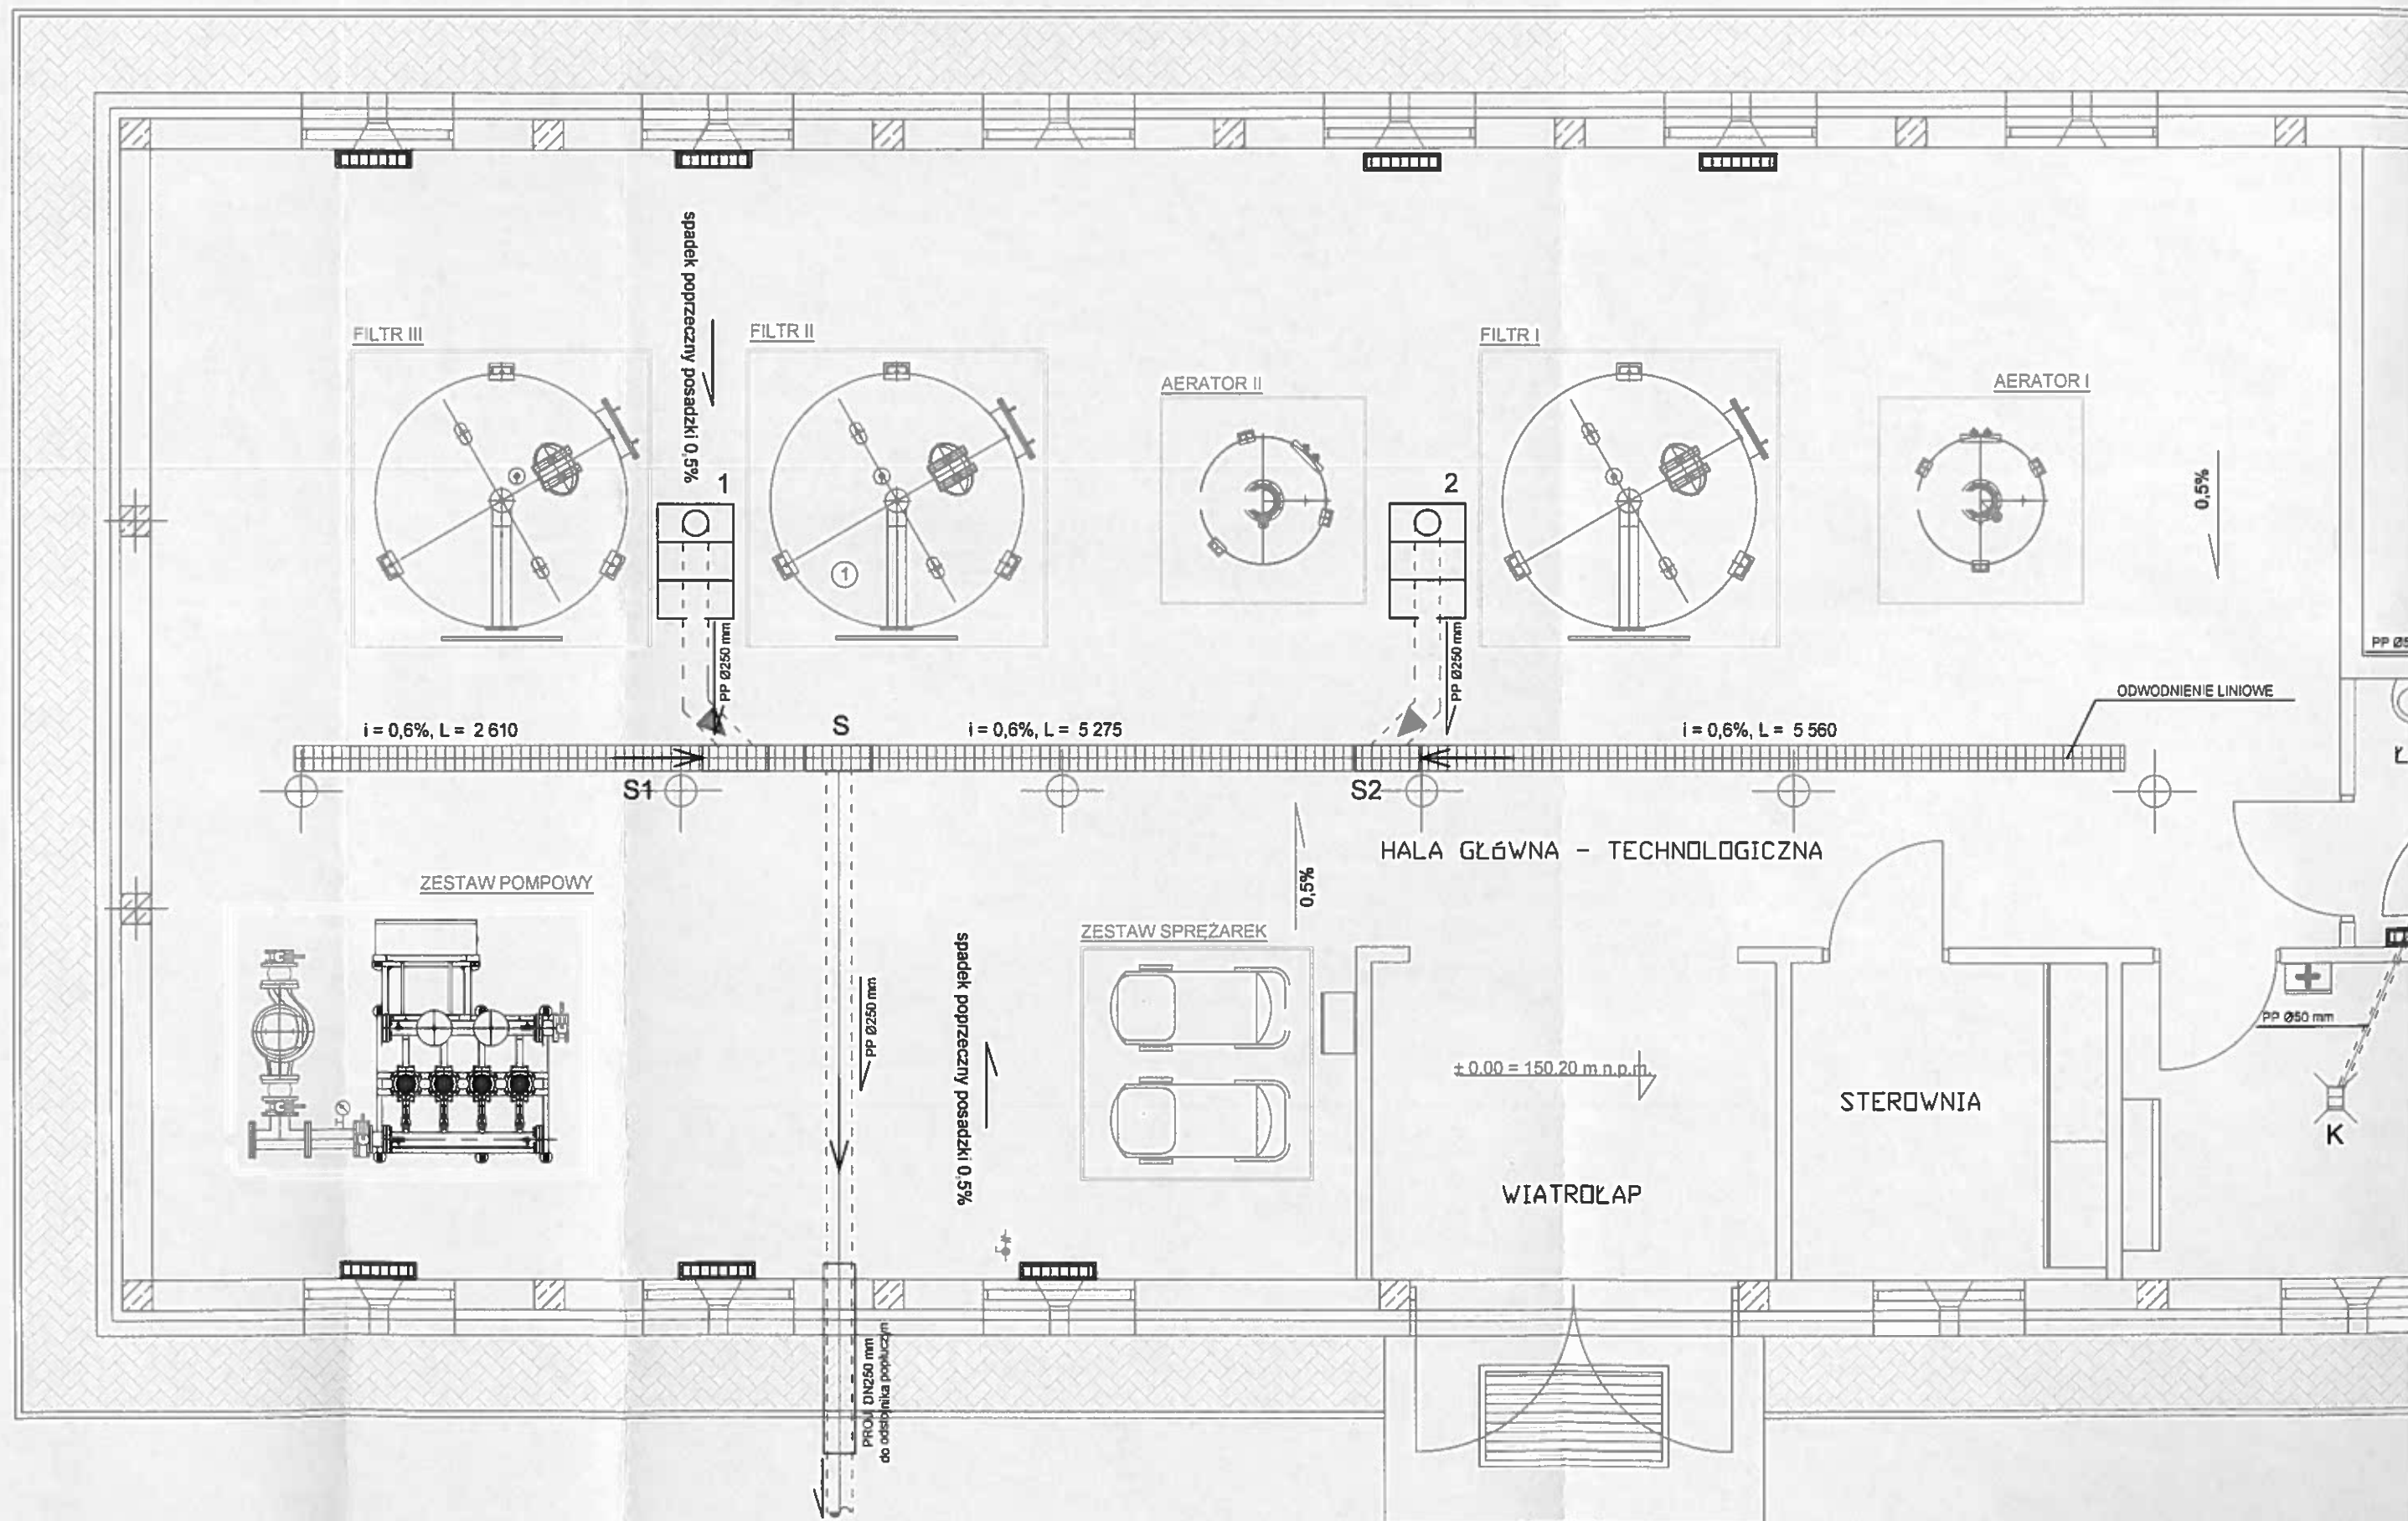 spadek poprzeczny posadzki 0,5%
FILTR III
FILTR II
AERATOR II
FILTR I
AERATOR I
1
2
0,5%
1
PP Ø250 mm
PP Ø250 mm
ODWODNIENIE LINIOWE
i = 0,6%, L = 2 610
S
i = 0,6%, L = 5 275
i = 0,6%, L = 5 560
S1
S2
HALA GŁóWNA - TECHNOLOGICZNA
ZESTAW POMPOWY
0,5%
ZESTAW SPRĘŻAREK
spadek poprzeczny posadzki 0,5%
PP Ø250 mm
PP Ø50 mm
± 0.00 = 150.20 m n.p.m.
STEROWNIA
K
WIATROŁAP
PROJ. DN250 mm
do odstojnika popłuczyn